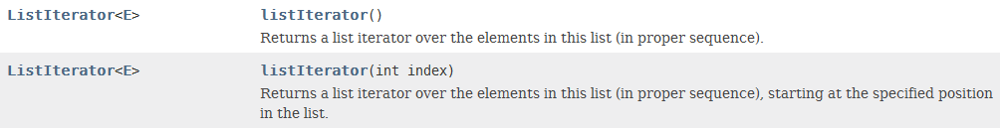 ListIterator<E> listIterator()
Returns a list iterator over the elements in this list (in proper sequence).
ListIterator<E> listIterator(int index)
Returns a list iterator over the elements in this list (in proper sequence), starting at the specified position
in the list.